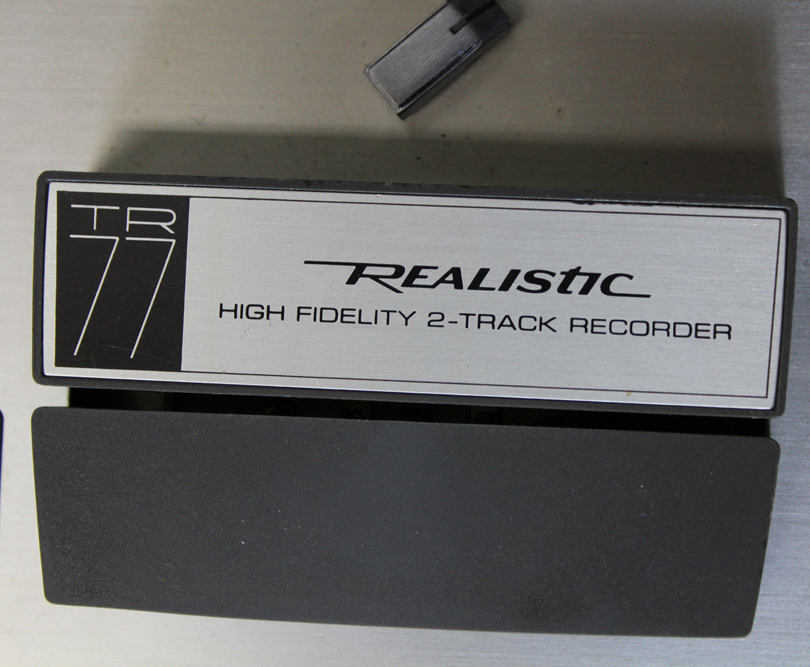 TR
77
REALISTIC
HIGH FIDELITY 2-TRACK RECORDER